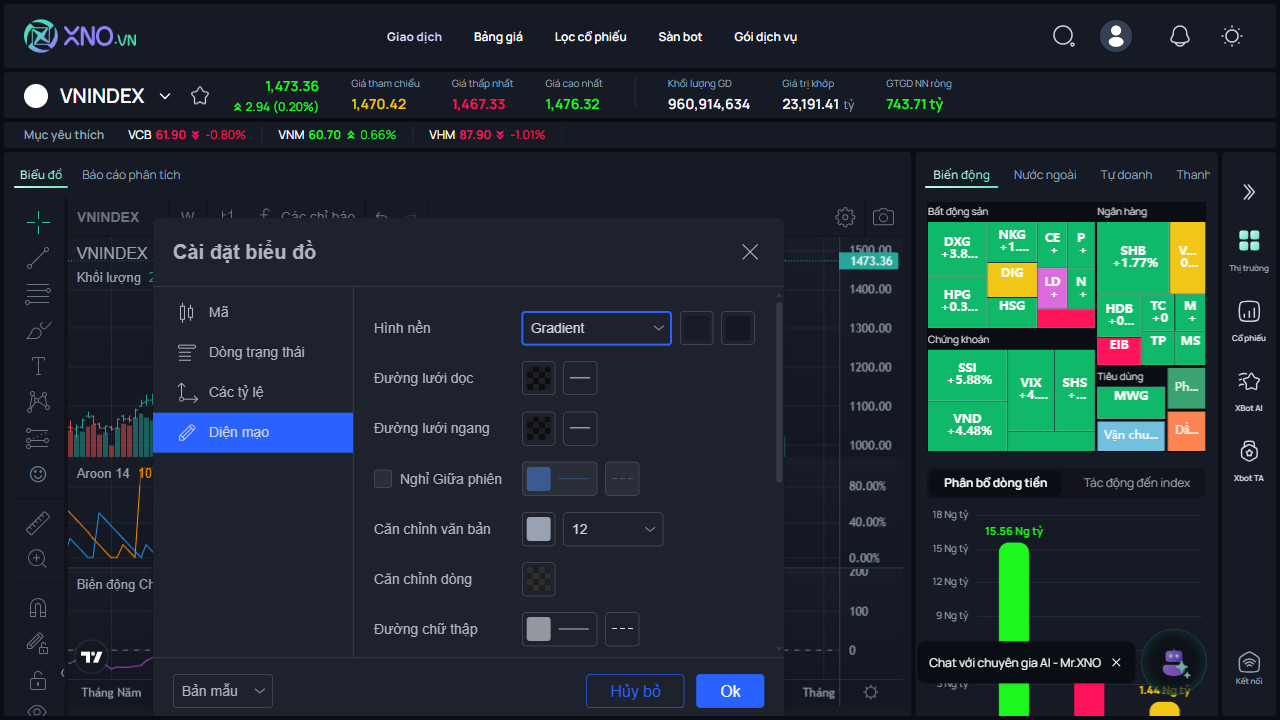 XNO.VN
Giao dịch
Bảng giá
Lọc cổ phiếu
Sàn bot
Gói dịch vụ
VNINDEX
1,473.36
2.94 (0.20%)
Giá tham chiếu
1,470.42
Giá thấp nhất
1,467.33
Giá cao nhất
1,476.32
Khối lượng GD
960,914,634
Giá trị khớp
23,191.41 tỷ
GTGD NN ròng
743.71 tỷ
Mục yêu thích
VCB 61.90 -0.80%
VNM 60.70 0.66%
VHM 87.90 -1.01%
Biểu đồ
Báo cáo phân tích
VNINDEX
W
Các chỉ báo
VNINDEX
Khối lượng 2
Aroon 14 10
Biên động Ch
Tháng Năm
Tháng
1500.00
1473.36
1400.00
1300.00
1200.00
1100.00
1000.00
80.00%
40.00%
0.00%
200
100
0
Cài đặt biểu đồ
Mã
Dòng trạng thái
Các tỷ lệ
Diện mạo
Hình nền
Gradient
Đường lưới dọc
Đường lưới ngang
Nghỉ Giữa phiên
Căn chỉnh văn bản
12
Căn chỉnh dòng
Đường chữ thập
Bản mẫu
Hủy bỏ
Ok
Biến động
Nước ngoài
Tự doanh
Thanh
Bất động sản
DXG
+3.8...
NKG
+1....
CE
+
P
+
DIG
LD
+
N
+
HPG
+0.3...
HSG
Ngân hàng
SHB
+1.77%
V...
0...
HDB
+0...
TC
+0
M
+
EIB
TP
MS
Chứng khoán
SSI
+5.88%
VND
+4.48%
VIX
+4....
SHS
+...
Tiêu dùng
MWG
Ph...
Vận chu...
Dầ...
Phân bổ dòng tiền
Tác động đến index
18 Ng tỷ
15 Ng tỷ
12 Ng tỷ
9 Ng tỷ
3 Ng tỷ
15.56 Ng tỷ
1.44 Ng tỷ
Chat với chuyên gia AI - Mr.XNO
Thị trường
Cổ phiếu
XBot AI
Xbot TA
Kết nối